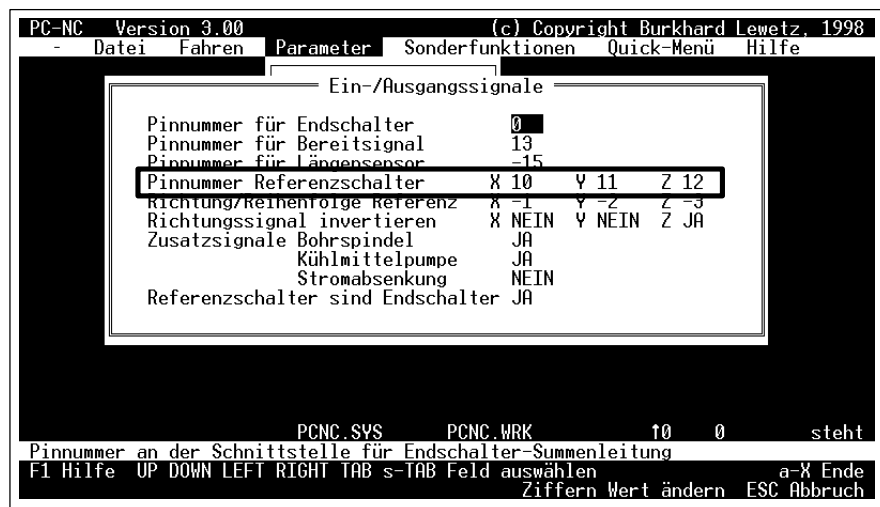 PC-NC Version 3.00 (c) Copyright Burkhard Lewetz, 1998
- Datei Fahren Parameter Sonderfunktionen Quick-Menü Hilfe
Ein-/Ausgangssignale
Pinnummer für Endschalter 0
Pinnummer für Bereitsignal 13
Pinnummer für Längensensor -15
Pinnummer Referenzschalter X 10 Y 11 Z 12
Richtung/Reihenfolge Referenz X -1 Y -2 Z -3
Richtungssignal invertieren X NEIN Y NEIN Z JA
Zusatzsignale Bohrspindel JA
Kühlmittelpumpe JA
Stromabsenkung NEIN
Referenzschalter sind Endschalter JA
PCNC.SYS PCNC.WRK ↑0 0 steht
Pinnummer an der Schnittstelle für Endschalter-Summenleitung
F1 Hilfe UP DOWN LEFT RIGHT TAB s-TAB Feld auswählen a-X Ende
Ziffern Wert ändern ESC Abbruch